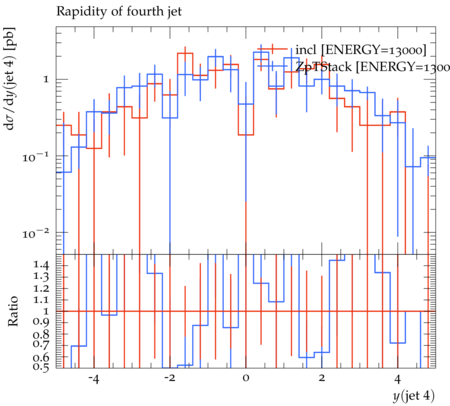 Rapidity of fourth jet
dσ/dy(jet 4) [pb]
incl [ENERGY=13000]
ZpTStack [ENERGY=1300
1
10⁻¹
10⁻²
Ratio
1.4
1.3
1.2
1.1
1
0.9
0.8
0.7
0.6
0.5
-4 -2 0 2 4
y(jet 4)